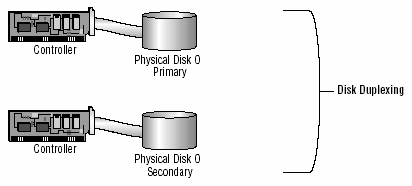 Controller
Physical Disk 0
Primary
Disk Duplexing
Controller
Physical Disk 0
Secondary